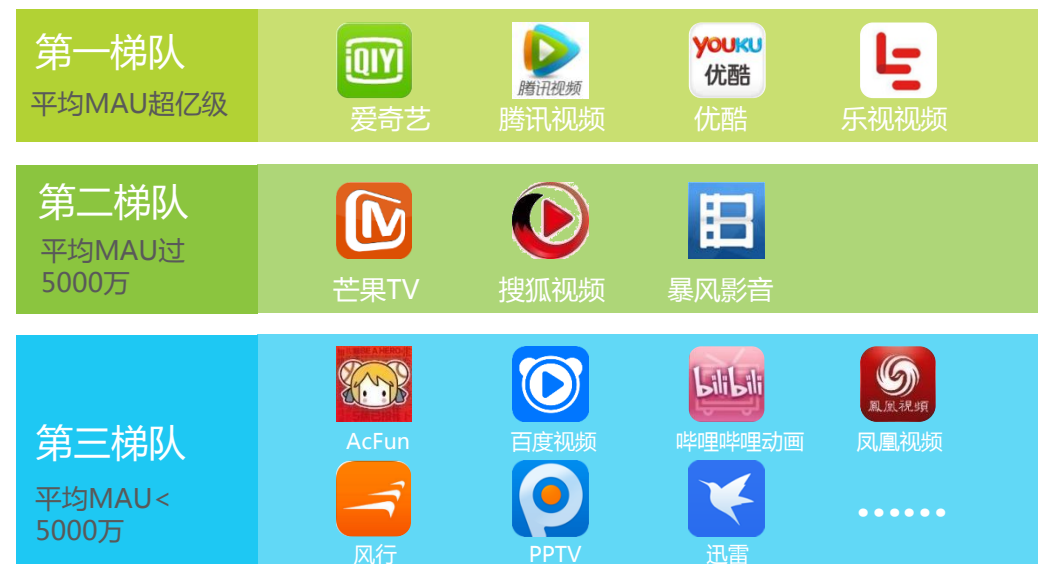 第一梯队
平均MAU超亿级
iQIYI
腾讯视频
YOUKU
优酷
爱奇艺
腾讯视频
优酷
乐视视频
第二梯队
平均MAU过
5000万
芒果TV
搜狐视频
暴风影音
第三梯队
平均MAU<
5000万
bilibili
鳳凰視頻
AcFun
百度视频
哔哩哔哩动画
凤凰视频
风行
PPTV
迅雷
......